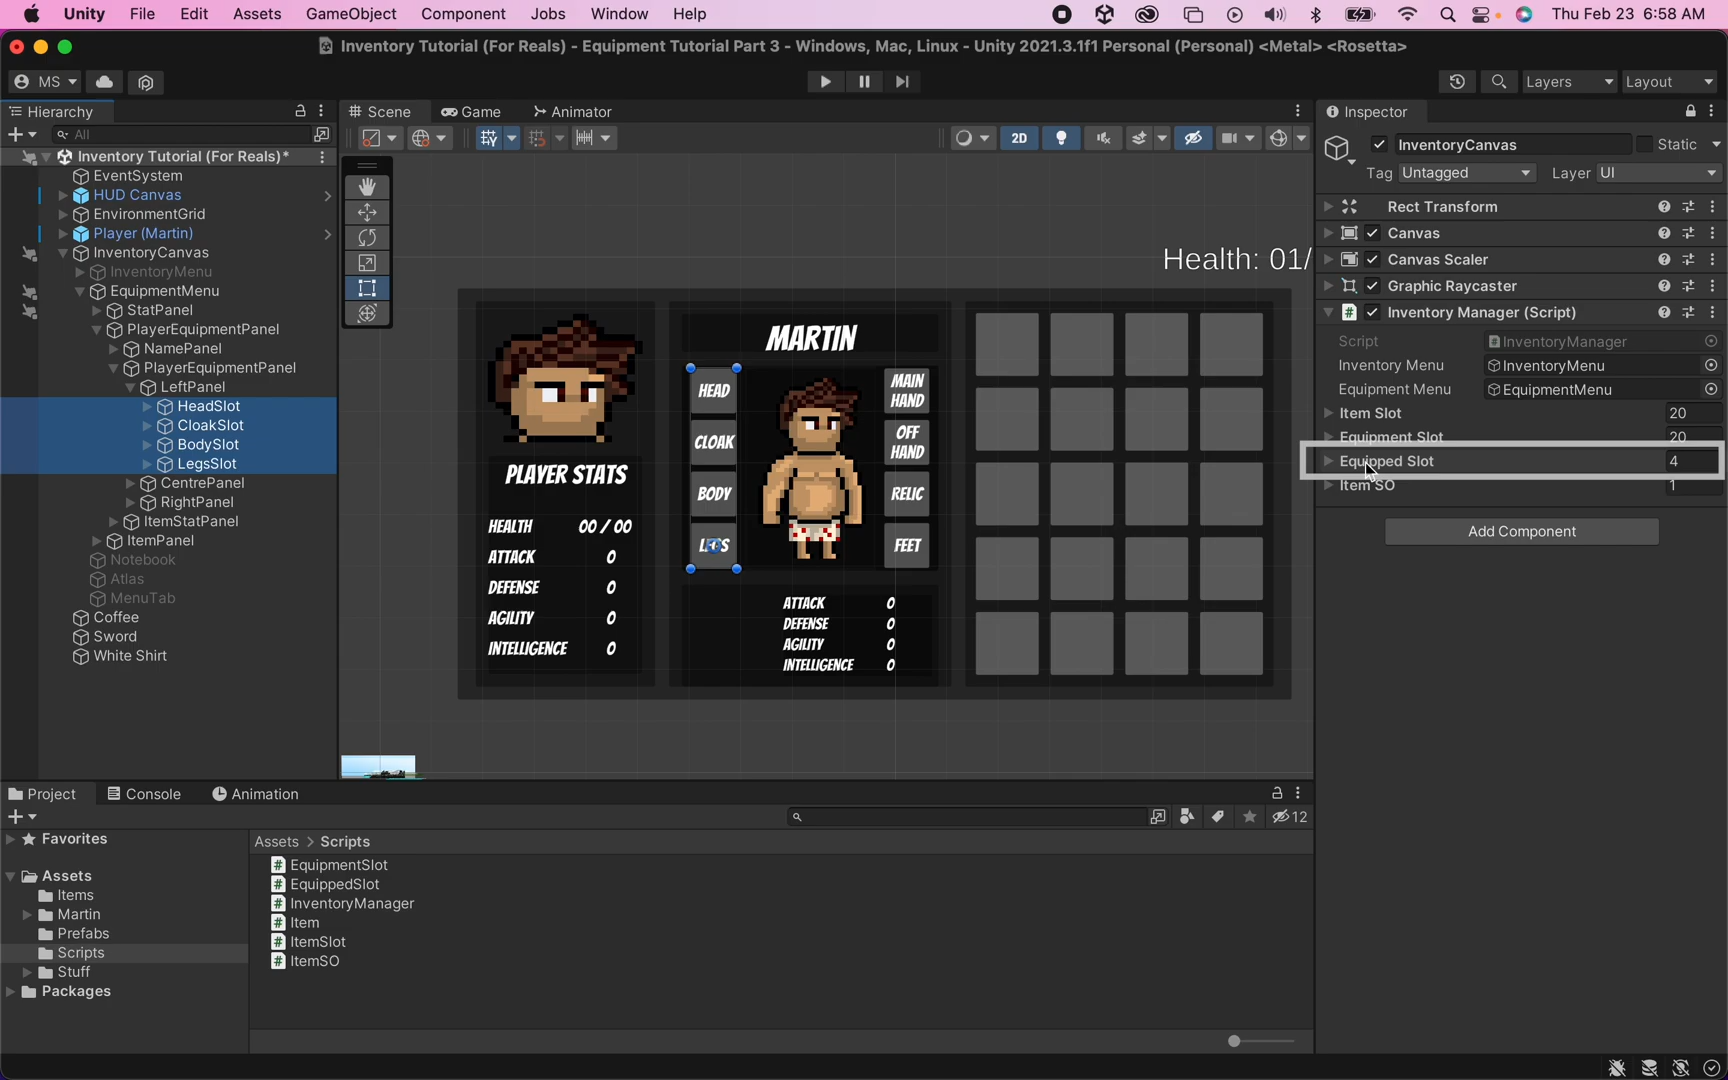 Unity File Edit Assets GameObject Component Jobs Window Help Thu Feb 23 6:58 AM
Inventory Tutorial (For Reals) - Equipment Tutorial Part 3 - Windows, Mac, Linux - Unity 2021.3.1f1 Personal (Personal) <Metal> <Rosetta>
MS Layers Layout
Hierarchy
All
Inventory Tutorial (For Reals)*
EventSystem
HUD Canvas
EnvironmentGrid
Player (Martin)
InventoryCanvas
InventoryMenu
EquipmentMenu
StatPanel
PlayerEquipmentPanel
NamePanel
PlayerEquipmentPanel
LeftPanel
HeadSlot
CloakSlot
BodySlot
LegsSlot
CentrePanel
RightPanel
ItemStatPanel
ItemPanel
Notebook
Atlas
MenuTab
Coffee
Sword
White Shirt
Scene Game Animator
2D
Health: 01/
MARTIN
HEAD
CLOAK
BODY
LEGS
MAIN
HAND
OFF
HAND
RELIC
FEET
PLAYER STATS
HEALTH 00 / 00
ATTACK 0
DEFENSE 0
AGILITY 0
INTELLIGENCE 0
ATTACK 0
DEFENSE 0
AGILITY 0
INTELLIGENCE 0
Inspector
InventoryCanvas Static
Tag Untagged Layer UI
Rect Transform
Canvas
Canvas Scaler
Graphic Raycaster
Inventory Manager (Script)
Script InventoryManager
Inventory Menu InventoryMenu
Equipment Menu EquipmentMenu
Item Slot 20
Equipment Slot 20
Equipped Slot 4
Item SO 1
Add Component
Project Console Animation
12
Favorites
Assets
Items
Martin
Prefabs
Scripts
Stuff
Packages
Assets > Scripts
EquipmentSlot
EquippedSlot
InventoryManager
Item
ItemSlot
ItemSO